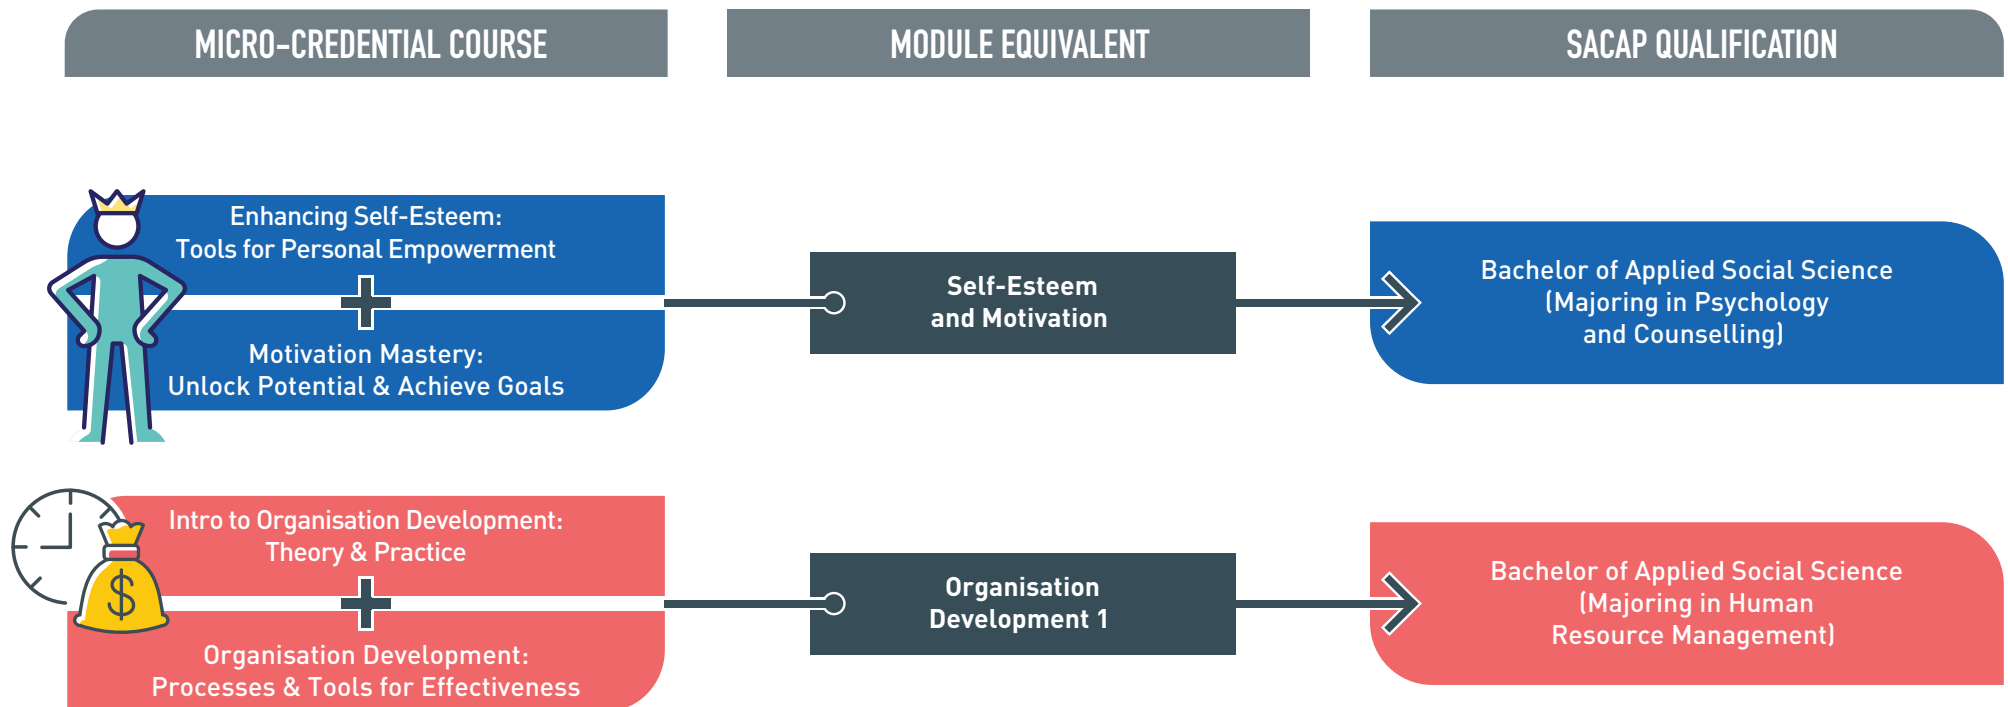 MICRO-CREDENTIAL COURSE
MODULE EQUIVALENT
SACAP QUALIFICATION
Enhancing Self-Esteem:
Tools for Personal Empowerment
Motivation Mastery:
Unlock Potential & Achieve Goals
Self-Esteem
and Motivation
Bachelor of Applied Social Science
(Majoring in Psychology
and Counselling)
Intro to Organisation Development:
Theory & Practice
Organisation Development:
Processes & Tools for Effectiveness
Organisation
Development 1
Bachelor of Applied Social Science
(Majoring in Human
Resource Management)